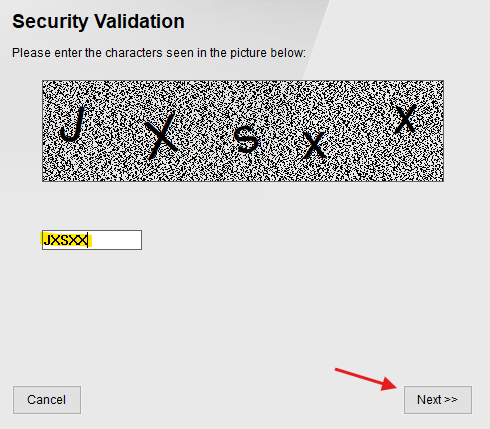 Security Validation
Please enter the characters seen in the picture below:
J X s x X
JXSXX
Cancel
Next >>